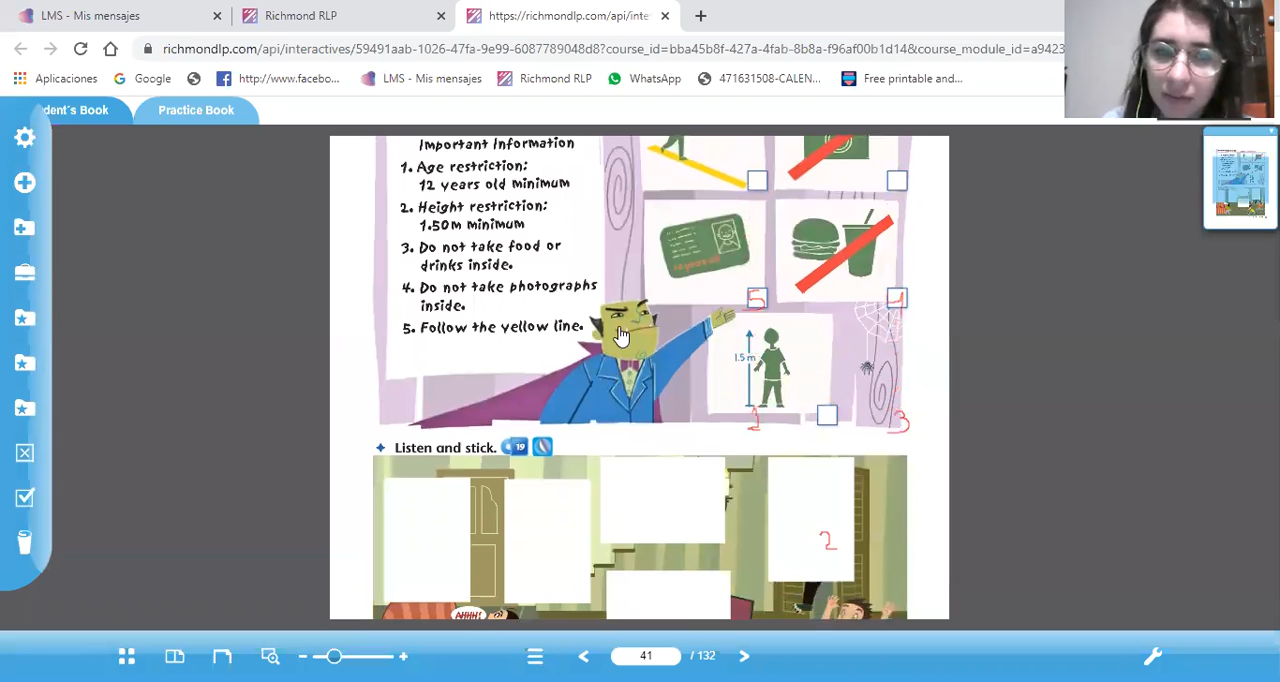 LMS - Mis mensajes
Richmond RLP
https://richmondlp.com/api/inte
richmondlp.com/api/interactives/59491aab-1026-47fa-9e99-6087789048d8?course_id=bba45b8f-427a-4fab-8b8a-f96af00b1d14&course_module_id=a9423
Aplicaciones
Google
http://www.facebo...
LMS - Mis mensajes
Richmond RLP
WhatsApp
471631508-CALEN...
Free printable and...
dent's Book
Practice Book
Important Information
1. Age restriction:
12 years old minimum
2. Height restriction:
1.50m minimum
3. Do not take food or
drinks inside.
4. Do not take photographs
inside.
5. Follow the yellow line.
5
1.5 m
2
3
Listen and stick.
19
2
AHHH!
41
/ 132